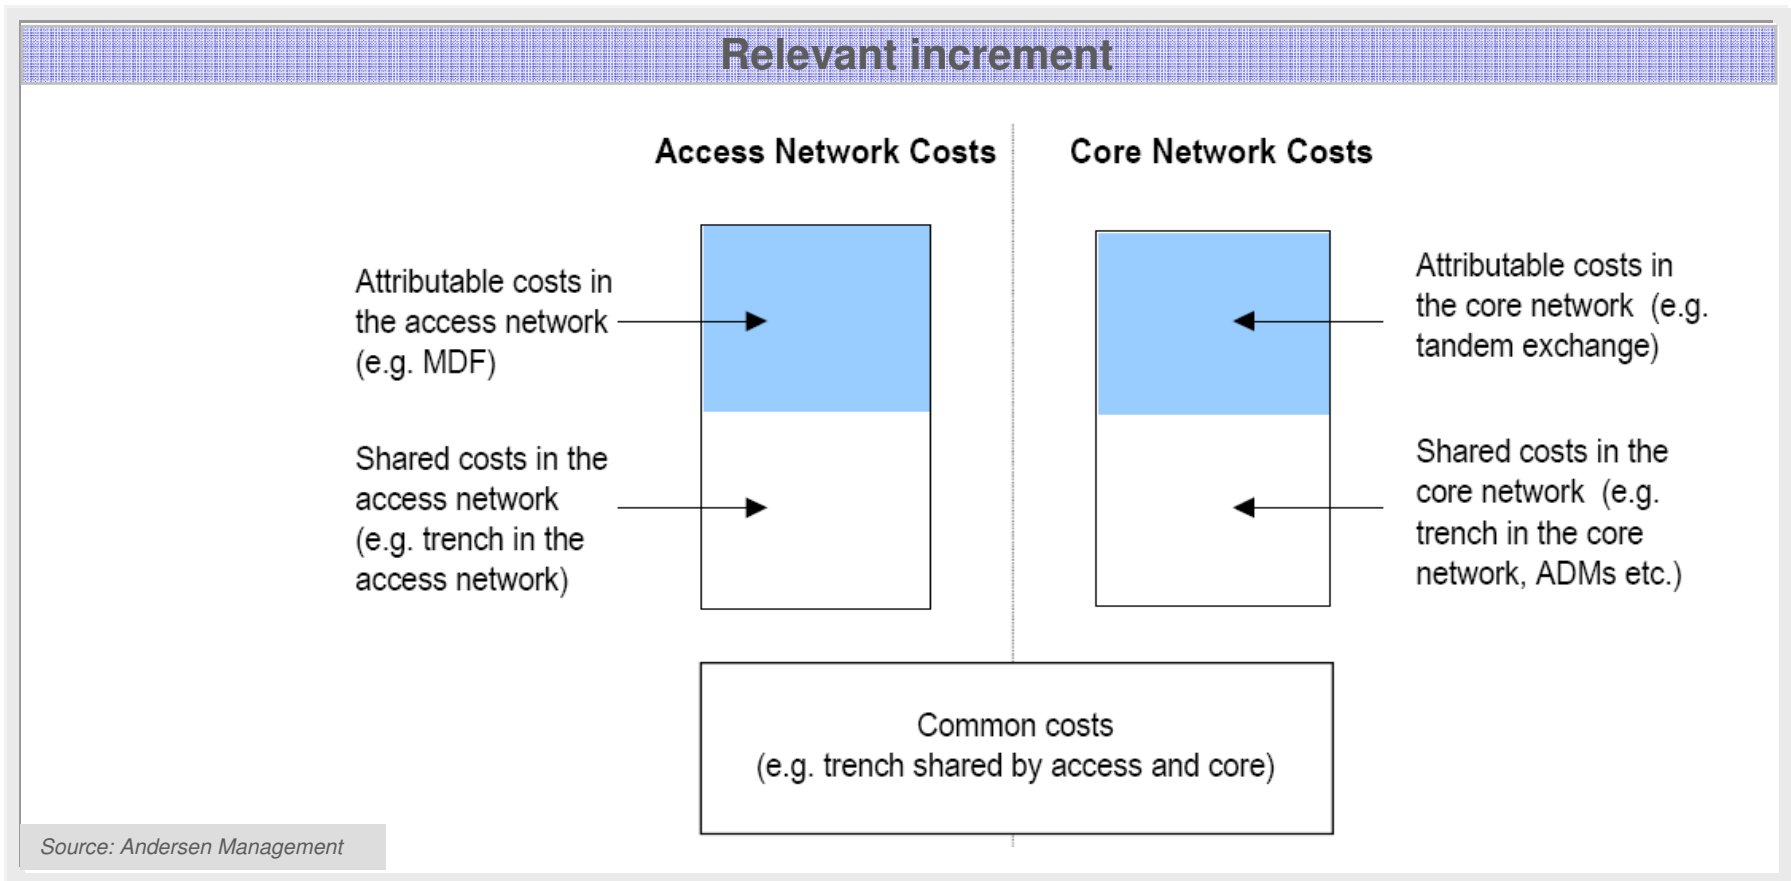 Relevant increment
Access Network Costs
Core Network Costs
Attributable costs in
the access network
(e.g. MDF)
Shared costs in the
access network
(e.g. trench in the
access network)
Attributable costs in
the core network (e.g.
tandem exchange)
Shared costs in the
core network (e.g.
trench in the core
network, ADMs etc.)
Common costs
(e.g. trench shared by access and core)
Source: Andersen Management